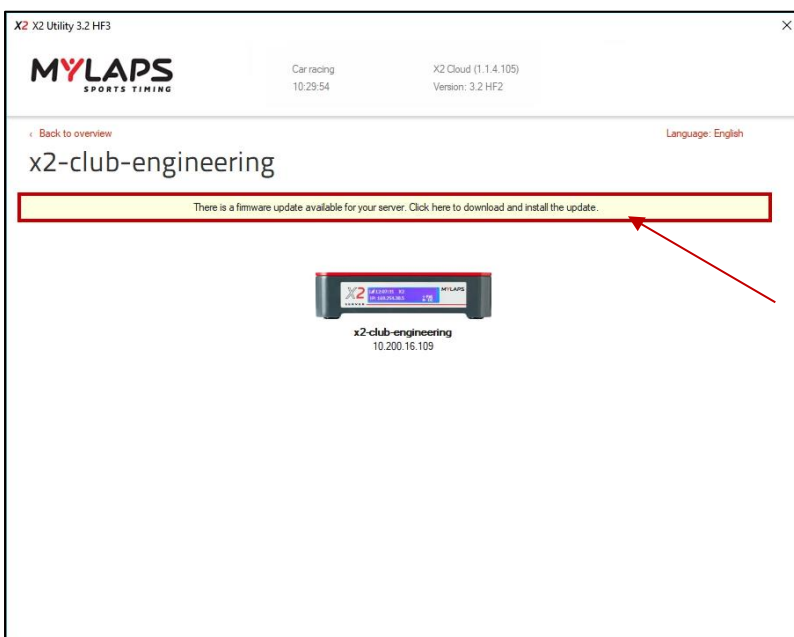 X2 X2 Utility 3.2 HF3
MYLAPS
SPORTS TIMING
Car racing
10:29:54
X2 Cloud (1.1.4.105)
Version: 3.2 HF2
‹ Back to overview
Language: English
x2-club-engineering
There is a firmware update available for your server. Click here to download and install the update.
X2
SERVER
MYLAPS
x2-club-engineering
10.200.16.109